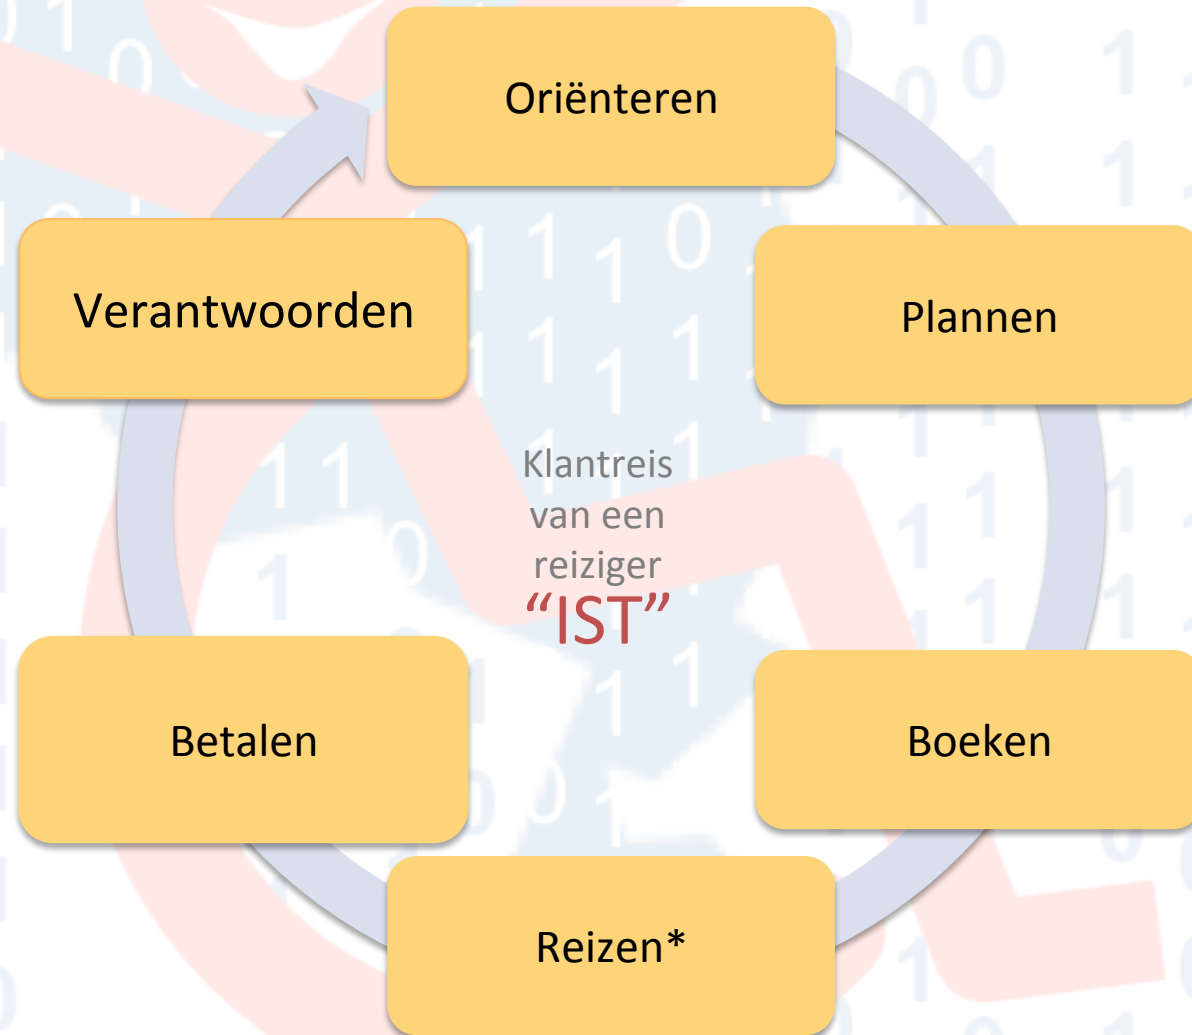 Oriënteren
Plannen
Boeken
Reizen*
Betalen
Verantwoorden
Klantreis
van een
reiziger
“IST”